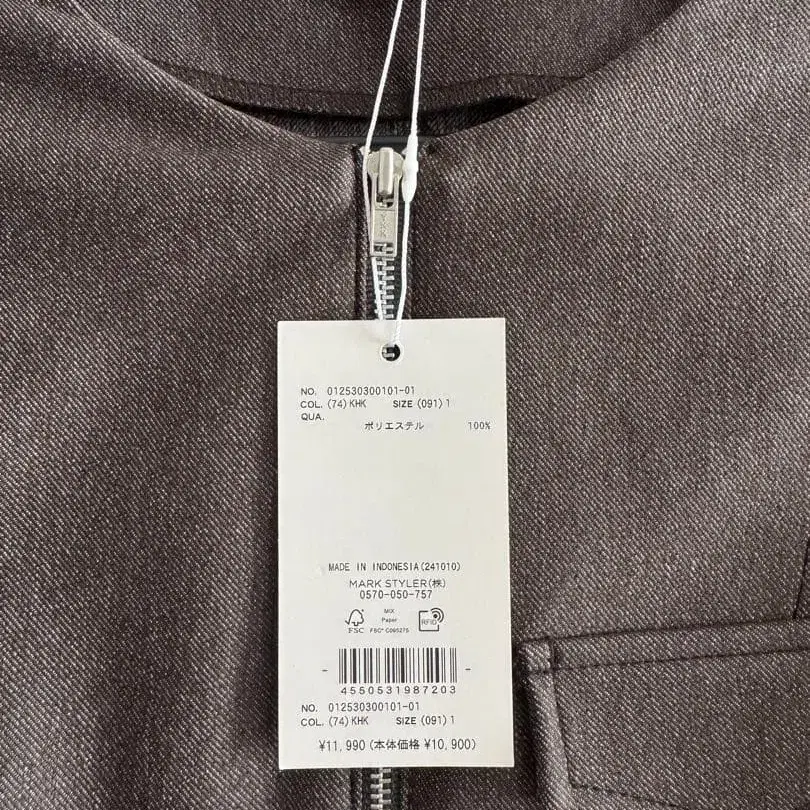 NO. 012530300101-01
COL. (74) KHK SIZE (091) 1
QUA.
ポリエステル 100%
MADE IN INDONESIA(241010)
MARK STYLER(株)
0570-050-757
MIX
Paper
FSC FSC® C095275
RFID
4550531987203
NO. 012530300101-01
COL. (74) KHK SIZE (091) 1
¥11,990 (本体価格 ¥10,900)